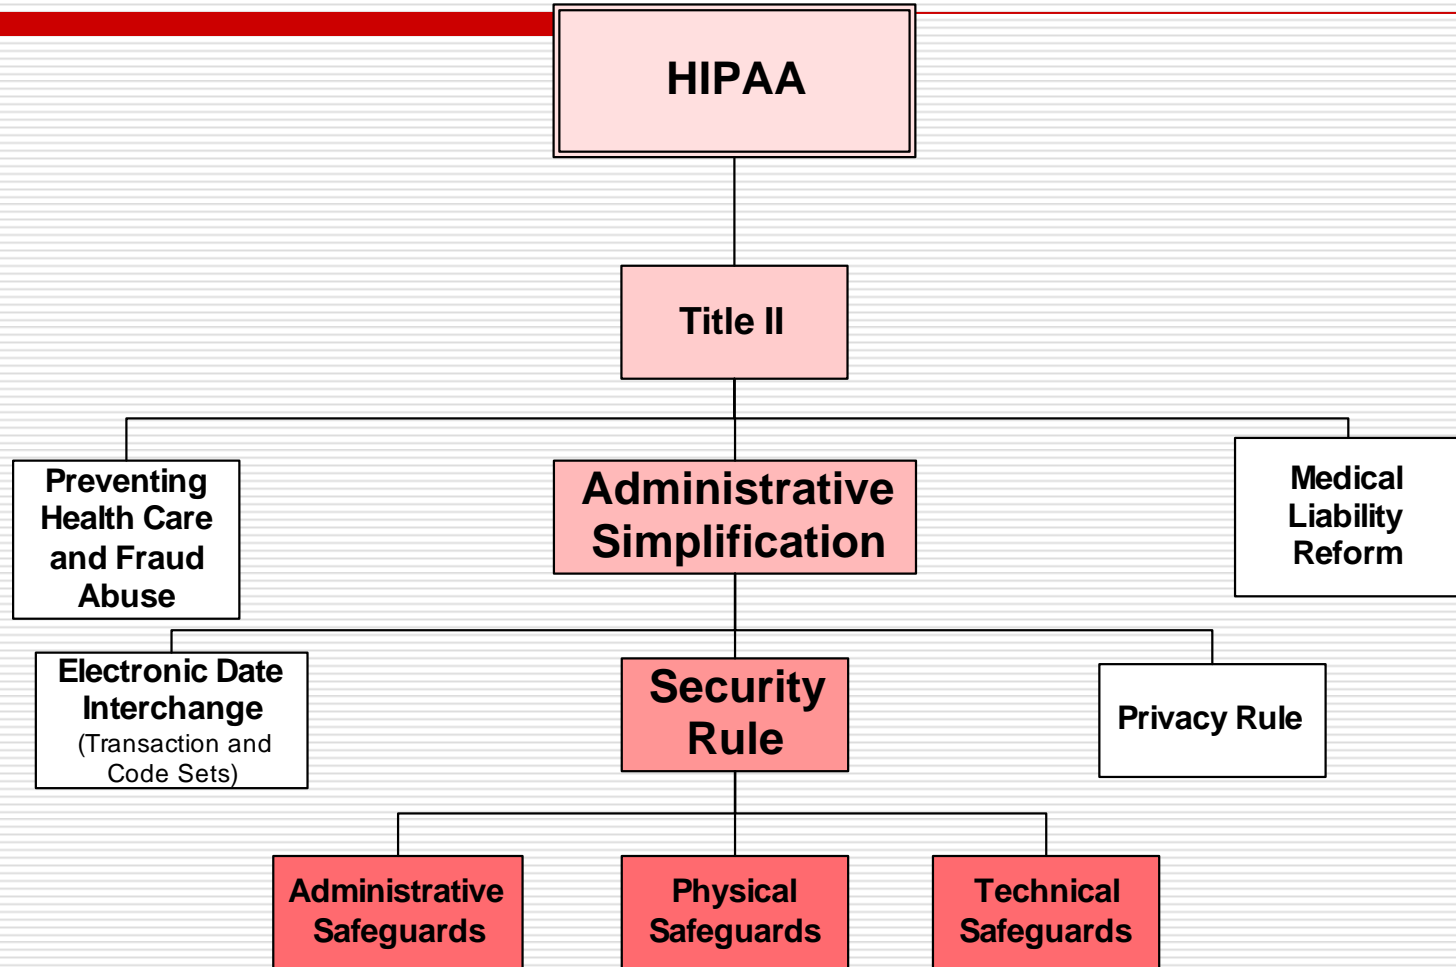 HIPAA
Title II
Preventing
Health Care
and Fraud
Abuse
Administrative
Simplification
Medical
Liability
Reform
Electronic Date
Interchange
(Transaction and
Code Sets)
Security
Rule
Privacy Rule
Administrative
Safeguards
Physical
Safeguards
Technical
Safeguards